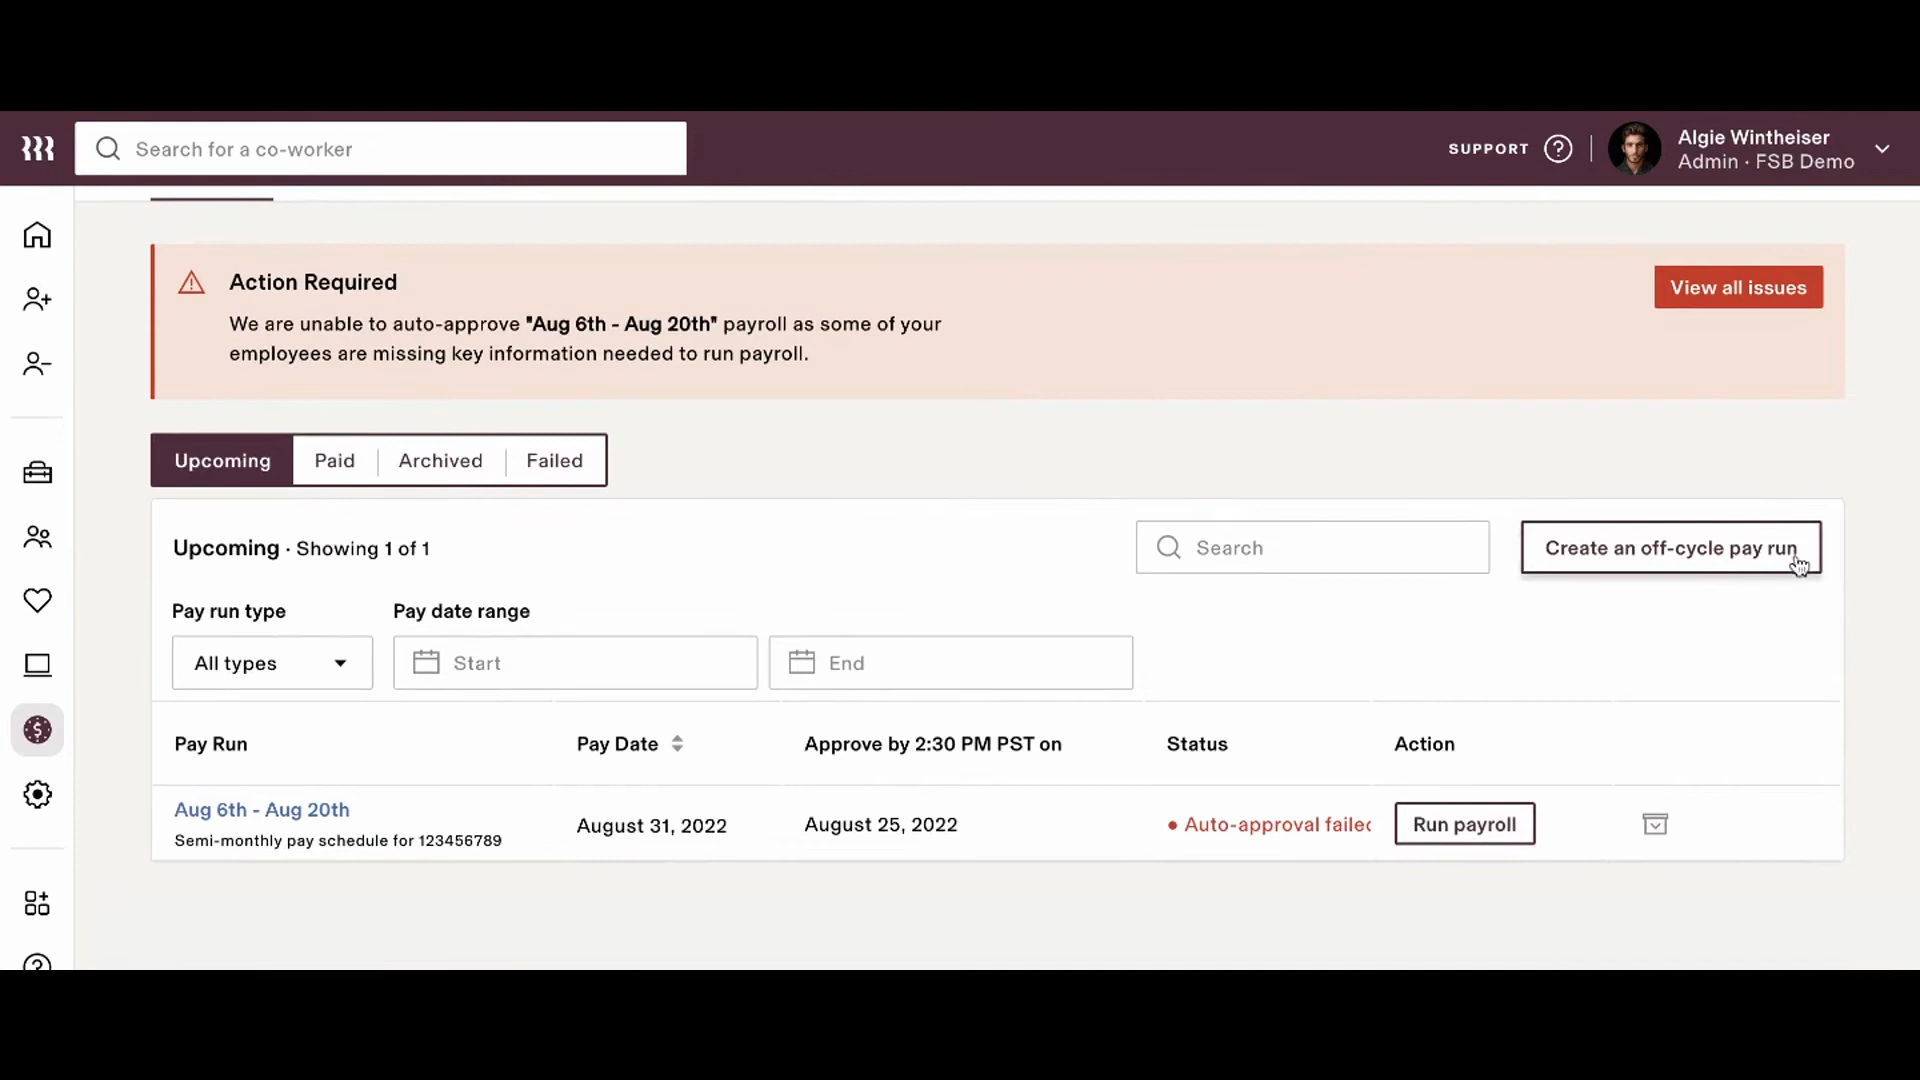 Search for a co-worker
SUPPORT
Algie Wintheiser
Admin · FSB Demo
Action Required
View all issues
We are unable to auto-approve "Aug 6th - Aug 20th" payroll as some of your
employees are missing key information needed to run payroll.
Upcoming
Paid
Archived
Failed
Upcoming · Showing 1 of 1
Search
Create an off-cycle pay run
Pay run type
Pay date range
All types
Start
End
Pay Run
Pay Date
Approve by 2:30 PM PST on
Status
Action
Aug 6th - Aug 20th
Semi-monthly pay schedule for 123456789
August 31, 2022
August 25, 2022
Auto-approval failed
Run payroll